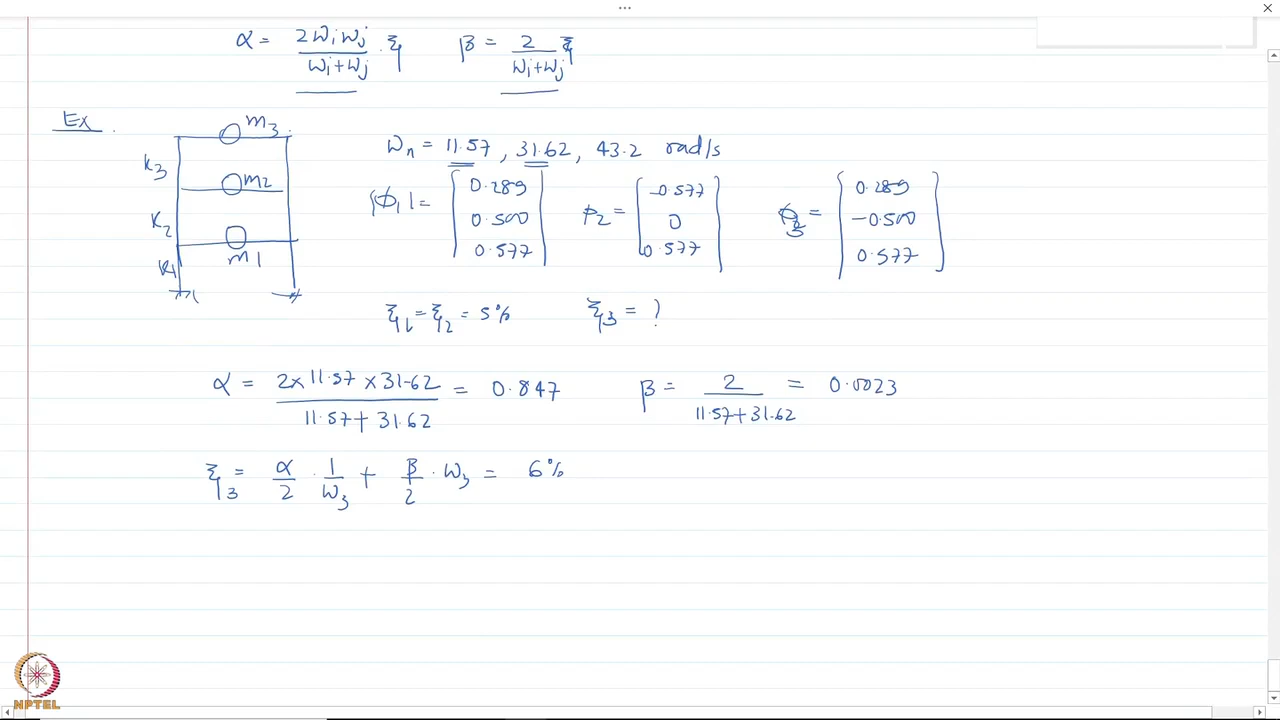 α = 2ωiωj / ωi+ωj · ξ β = 2 / ωi+ωj ξ
Ex.
m3
k3
m2
k2
m1
k1
ωn = 11.57, 31.62, 43.2 rad/s
ϕ1 = [0.289 0.500 0.577] ϕ2 = [-0.577 0 0.577] ϕ3 = [0.289 -0.500 0.577]
ξ1 = ξ2 = 5% ξ3 = ?
α = 2×11.57×31.62 / 11.57+31.62 = 0.847 β = 2 / 11.57+31.62 = 0.0023
ξ3 = α/2 · 1/ω3 + β/2 · ω3 = 6%
NPTEL